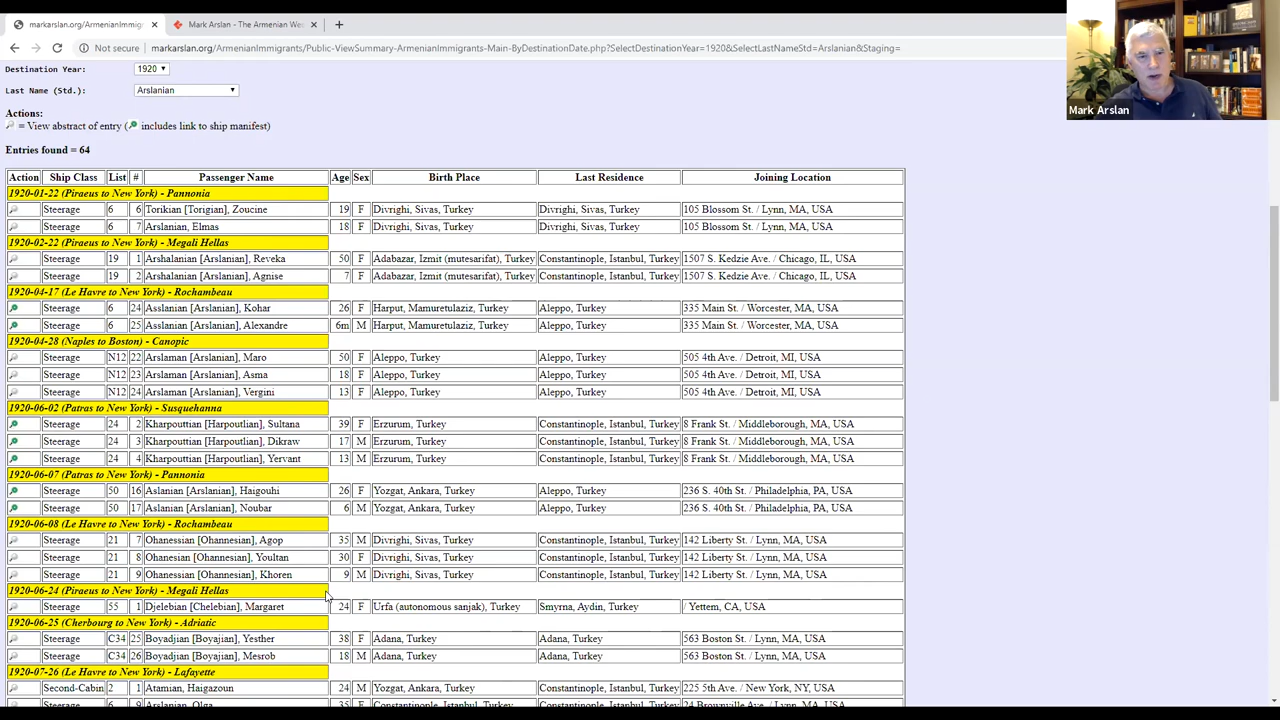 markarslan.org/ArmenianImmig
Mark Arslan - The Armenian We
Not secure
markarslan.org/ArmenianImmigrants/Public-ViewSummary-ArmenianImmigrants-Main-ByDestinationDate.php?SelectDestinationYear=1920&SelectLastNameStd=Arslanian&Staging=
Mark Arslan
Destination Year: 1920
Last Name (Std.): Arslanian
Actions:
= View abstract of entry ( includes link to ship manifest)
Entries found = 64
Action Ship Class List # Passenger Name Age Sex Birth Place Last Residence Joining Location
1920-01-22 (Piraeus to New York) - Pannonia
Steerage 6 6 Torikian [Torigian], Zoucine 19 F Divrighi, Sivas, Turkey Divrighi, Sivas, Turkey 105 Blossom St. / Lynn, MA, USA
Steerage 6 7 Arslanian, Elmas 18 F Divrighi, Sivas, Turkey Divrighi, Sivas, Turkey 105 Blossom St. / Lynn, MA, USA
1920-02-22 (Piraeus to New York) - Megali Hellas
Steerage 19 1 Arshalanian [Arslanian], Reveka 50 F Adabazar, Izmit (mutesarifat), Turkey Constantinople, Istanbul, Turkey 1507 S. Kedzie Ave. / Chicago, IL, USA
Steerage 19 2 Arshalanian [Arslanian], Agnise 7 F Adabazar, Izmit (mutesarifat), Turkey Constantinople, Istanbul, Turkey 1507 S. Kedzie Ave. / Chicago, IL, USA
1920-04-17 (Le Havre to New York) - Rochambeau
Steerage 6 24 Asslanian [Arslanian], Kohar 26 F Harput, Mamuretulaziz, Turkey Aleppo, Turkey 335 Main St. / Worcester, MA, USA
Steerage 6 25 Asslanian [Arslanian], Alexandre 6m M Harput, Mamuretulaziz, Turkey Aleppo, Turkey 335 Main St. / Worcester, MA, USA
1920-04-28 (Naples to Boston) - Canopic
Steerage N12 22 Arslaman [Arslanian], Maro 50 F Aleppo, Turkey Aleppo, Turkey 505 4th Ave. / Detroit, MI, USA
Steerage N12 23 Arslaman [Arslanian], Asma 18 F Aleppo, Turkey Aleppo, Turkey 505 4th Ave. / Detroit, MI, USA
Steerage N12 24 Arslaman [Arslanian], Vergini 13 F Aleppo, Turkey Aleppo, Turkey 505 4th Ave. / Detroit, MI, USA
1920-06-02 (Patras to New York) - Susquehanna
Steerage 24 2 Kharpouttian [Harpoutlian], Sultana 39 F Erzurum, Turkey Constantinople, Istanbul, Turkey 8 Frank St. / Middleborough, MA, USA
Steerage 24 3 Kharpouttian [Harpoutlian], Dikraw 17 M Erzurum, Turkey Constantinople, Istanbul, Turkey 8 Frank St. / Middleborough, MA, USA
Steerage 24 4 Kharpouttian [Harpoutlian], Yervant 13 M Erzurum, Turkey Constantinople, Istanbul, Turkey 8 Frank St. / Middleborough, MA, USA
1920-06-07 (Patras to New York) - Pannonia
Steerage 50 16 Aslanian [Arslanian], Haigouhi 26 F Yozgat, Ankara, Turkey Aleppo, Turkey 236 S. 40th St. / Philadelphia, PA, USA
Steerage 50 17 Aslanian [Arslanian], Noubar 6 M Yozgat, Ankara, Turkey Aleppo, Turkey 236 S. 40th St. / Philadelphia, PA, USA
1920-06-08 (Le Havre to New York) - Rochambeau
Steerage 21 7 Ohanessian [Ohannesian], Agop 35 M Divrighi, Sivas, Turkey Constantinople, Istanbul, Turkey 142 Liberty St. / Lynn, MA, USA
Steerage 21 8 Ohanesian [Ohannesian], Youltan 30 F Divrighi, Sivas, Turkey Constantinople, Istanbul, Turkey 142 Liberty St. / Lynn, MA, USA
Steerage 21 9 Ohanessian [Ohannesian], Khoren 9 M Divrighi, Sivas, Turkey Constantinople, Istanbul, Turkey 142 Liberty St. / Lynn, MA, USA
1920-06-24 (Piraeus to New York) - Megali Hellas
Steerage 55 1 Djelebian [Chelebian], Margaret 24 F Urfa (autonomous sanjak), Turkey Smyrna, Aydin, Turkey / Yettem, CA, USA
1920-06-25 (Cherbourg to New York) - Adriatic
Steerage C34 25 Boyadjian [Boyajian], Yesther 38 F Adana, Turkey Adana, Turkey 563 Boston St. / Lynn, MA, USA
Steerage C34 26 Boyadjian [Boyajian], Mesrob 18 M Adana, Turkey Adana, Turkey 563 Boston St. / Lynn, MA, USA
1920-07-26 (Le Havre to New York) - Lafayette
Second-Cabin 2 1 Atamian, Haigazoun 24 M Yozgat, Ankara, Turkey Constantinople, Istanbul, Turkey 225 5th Ave. / New York, NY, USA
Steerage 6 9 Arslanian, Olga 35 F Constantinople, Istanbul, Turkey Constantinople, Istanbul, Turkey 24 Brownville Ave. / Lynn, MA, USA